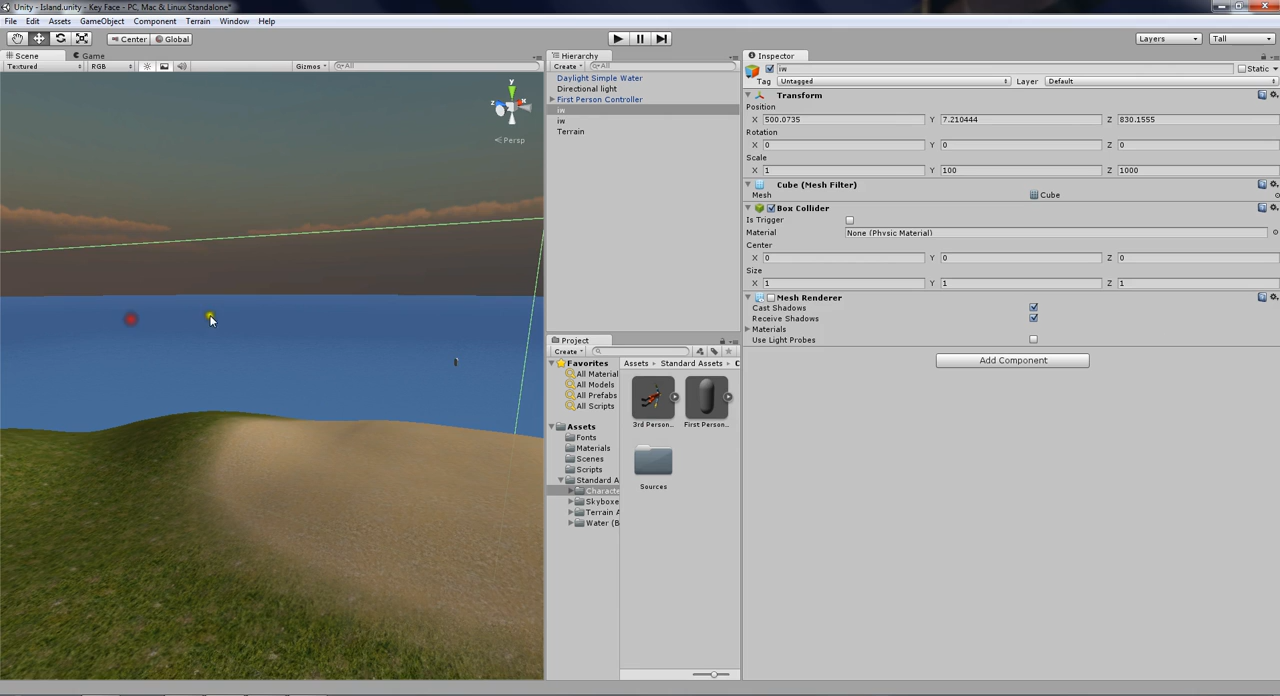 Unity - Island.unity - Key Face - PC, Mac & Linux Standalone*
File Edit Assets GameObject Component Terrain Window Help
Center Global Layers Tall
Scene Game
Textured RGB Gizmos All
y
z x
Persp
Hierarchy
Create All
Daylight Simple Water
Directional light
First Person Controller
iw
iw
Terrain
Project
Create
Favorites
All Material
All Models
All Prefabs
All Scripts
Assets
Fonts
Materials
Scenes
Scripts
Standard A
Characte
Skyboxe
Terrain A
Water (B
Assets Standard Assets C
3rd Person... First Person...
Sources
Inspector
iw Static
Tag Untagged Layer Default
Transform
Position
X 500.0735 Y 7.210444 Z 830.1555
Rotation
X 0 Y 0 Z 0
Scale
X 1 Y 100 Z 1000
Cube (Mesh Filter)
Mesh Cube
Box Collider
Is Trigger
Material None (Physic Material)
Center
X 0 Y 0 Z 0
Size
X 1 Y 1 Z 1
Mesh Renderer
Cast Shadows
Receive Shadows
Materials
Use Light Probes
Add Component